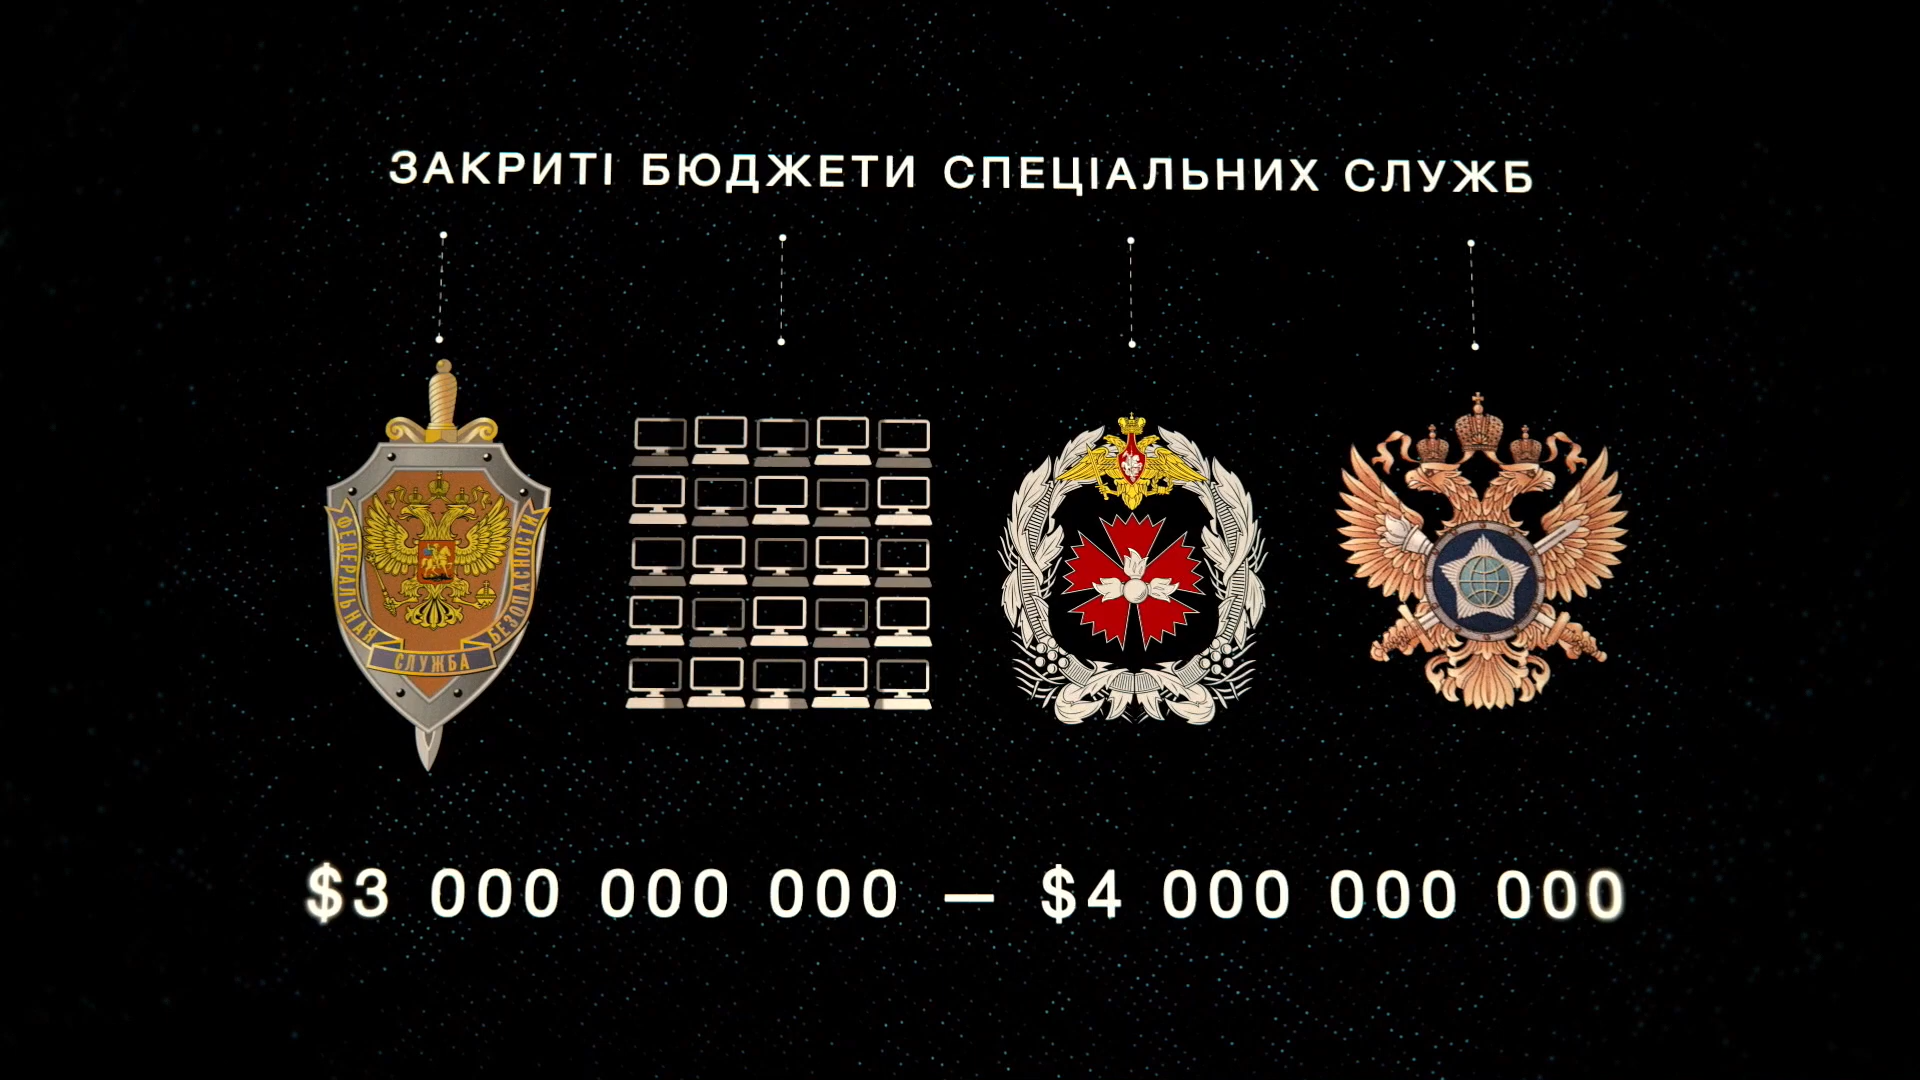 ЗАКРИТІ БЮДЖЕТИ СПЕЦІАЛЬНИХ СЛУЖБ
ФЕДЕРАЛЬНАЯ
СЛУЖБА
БЕЗОПАСНОСТИ
$3 000 000 000 — $4 000 000 000